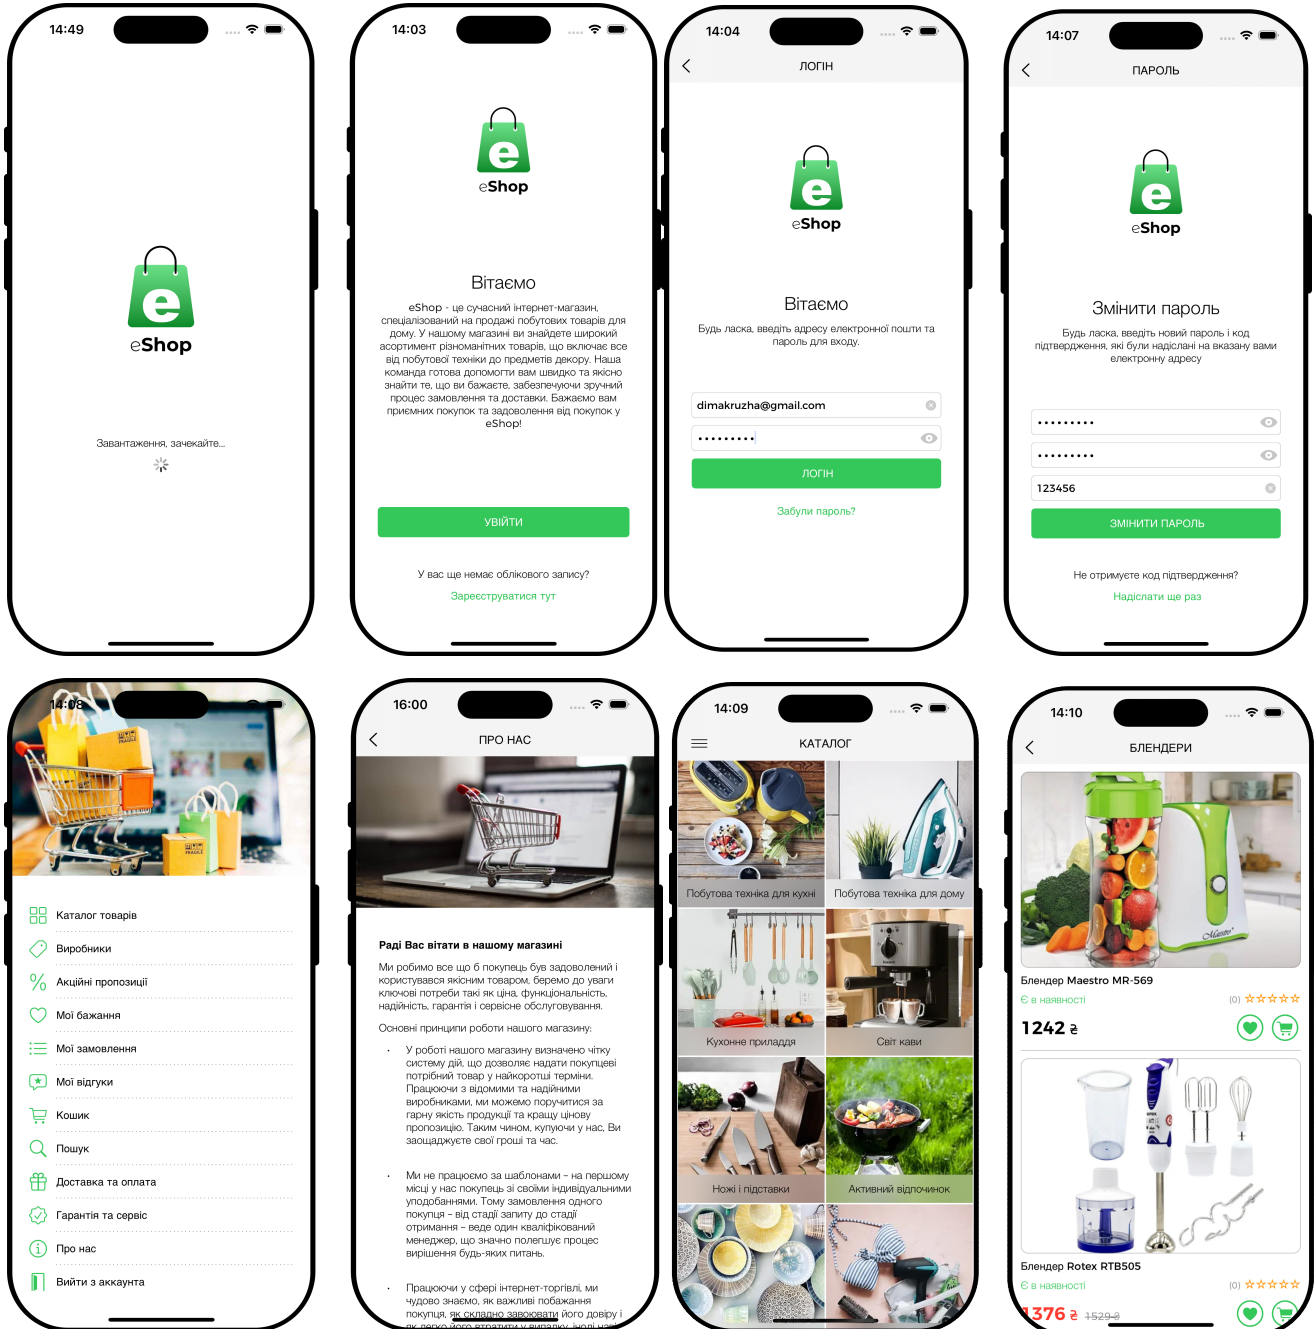 14:49
e
eShop
Завантаження, зачекайте...
14:03
e
eShop
Вітаємо
eShop - це сучасний інтернет-магазин,
спеціалізований на продажі побутових товарів для
дому. У нашому магазині ви знайдете широкий
асортимент різноманітних товарів, що включає все
від побутової техніки до предметів декору. Наша
команда готова допомогти вам швидко та якісно
знайти те, що ви бажаєте, забезпечуючи зручний
процес замовлення та доставки. Бажаємо вам
приємних покупок та задоволення від покупок у
eShop!
УВІЙТИ
У вас ще немає облікового запису?
Зареєструватися тут
14:04
ЛОГІН
e
eShop
Вітаємо
Будь ласка, введіть адресу електронної пошти та
пароль для входу.
dimakruzha@gmail.com
•••••••••
ЛОГІН
Забули пароль?
14:07
ПАРОЛЬ
e
eShop
Змінити пароль
Будь ласка, введіть новий пароль і код
підтвердження, які були надіслані на вказану вами
електронну адресу
•••••••••
•••••••••
123456
ЗМІНИТИ ПАРОЛЬ
Не отримуєте код підтвердження?
Надіслати ще раз
14:08
FRAGILE
FRAGILE
Каталог товарів
Виробники
Акційні пропозиції
Мої бажання
Мої замовлення
Мої відгуки
Кошик
Пошук
Доставка та оплата
Гарантія та сервіс
Про нас
Вийти з аккаунта
16:00
ПРО НАС
Раді Вас вітати в нашому магазині
Ми робимо все що б покупець був задоволений і
користувався якісним товаром, беремо до уваги
ключові потреби такі як ціна, функціональність,
надійність, гарантія і сервісне обслуговування.
Основні принципи роботи нашого магазину:
• У роботі нашого магазину визначено чітку
систему дій, що дозволяє надати покупцеві
потрібний товар у найкоротші терміни.
Працюючи з відомими та надійними
виробниками, ми можемо поручитися за
гарну якість продукції та кращу цінову
пропозицію. Таким чином, купуючи у нас, Ви
заощаджуєте свої гроші та час.
• Ми не працюємо за шаблонами – на першому
місці у нас покупець зі своїми індивідуальними
уподобаннями. Тому замовлення одного
покупця – від стадії запиту до стадії
отримання – веде один кваліфікований
менеджер, що значно полегшує процес
вирішення будь-яких питань.
• Працюючи у сфері інтернет-торгівлі, ми
чудово знаємо, як важливі побажання
покупця, як складно завоювати його довіру і
як легко його втратити у випадку, іноді
14:09
КАТАЛОГ
Побутова техніка для кухні
Побутова техніка для дому
Кухонне приладдя
Світ кави
Ножі і підставки
Активний відпочинок
14:10
БЛЕНДЕРИ
Maestro
Блендер Maestro MR-569
Є в наявності
(0)
1242 ₴
Блендер Rotex RTB505
Є в наявності
(0)
1376 ₴ 1529 ₴